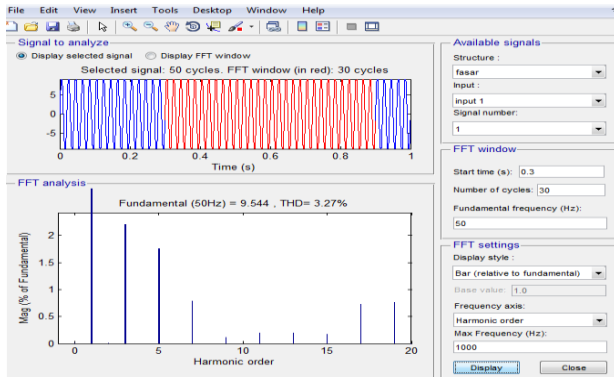 File Edit View Insert Tools Desktop Window Help
Signal to analyze
Display selected signal Display FFT window
Selected signal: 50 cycles. FFT window (in red): 30 cycles
5
0
-5
0 0.2 0.4 0.6 0.8 1
Time (s)
FFT analysis
Fundamental (50Hz) = 9.544 , THD= 3.27%
Mag (% of Fundamental)
2
1.5
1
0.5
0
0 5 10 15 20
Harmonic order
Available signals
Structure :
fasar
Input :
input 1
Signal number:
1
FFT window
Start time (s): 0.3
Number of cycles: 30
Fundamental frequency (Hz):
50
FFT settings
Display style :
Bar (relative to fundamental)
Base value: 1.0
Frequency axis:
Harmonic order
Max Frequency (Hz):
1000
Display Close